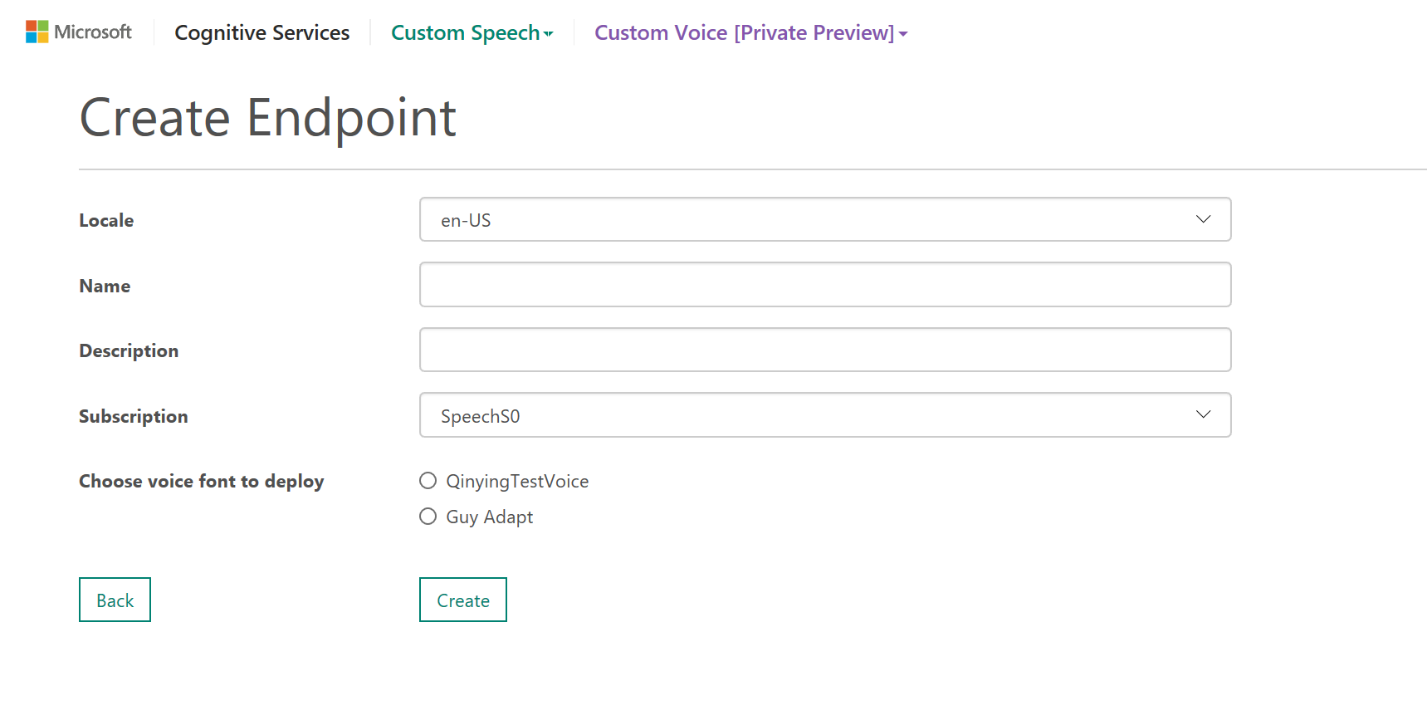 Microsoft Cognitive Services Custom Speech Custom Voice [Private Preview]
Create Endpoint
Locale en-US
Name
Description
Subscription SpeechS0
Choose voice font to deploy QinyingTestVoice
Guy Adapt
Back Create